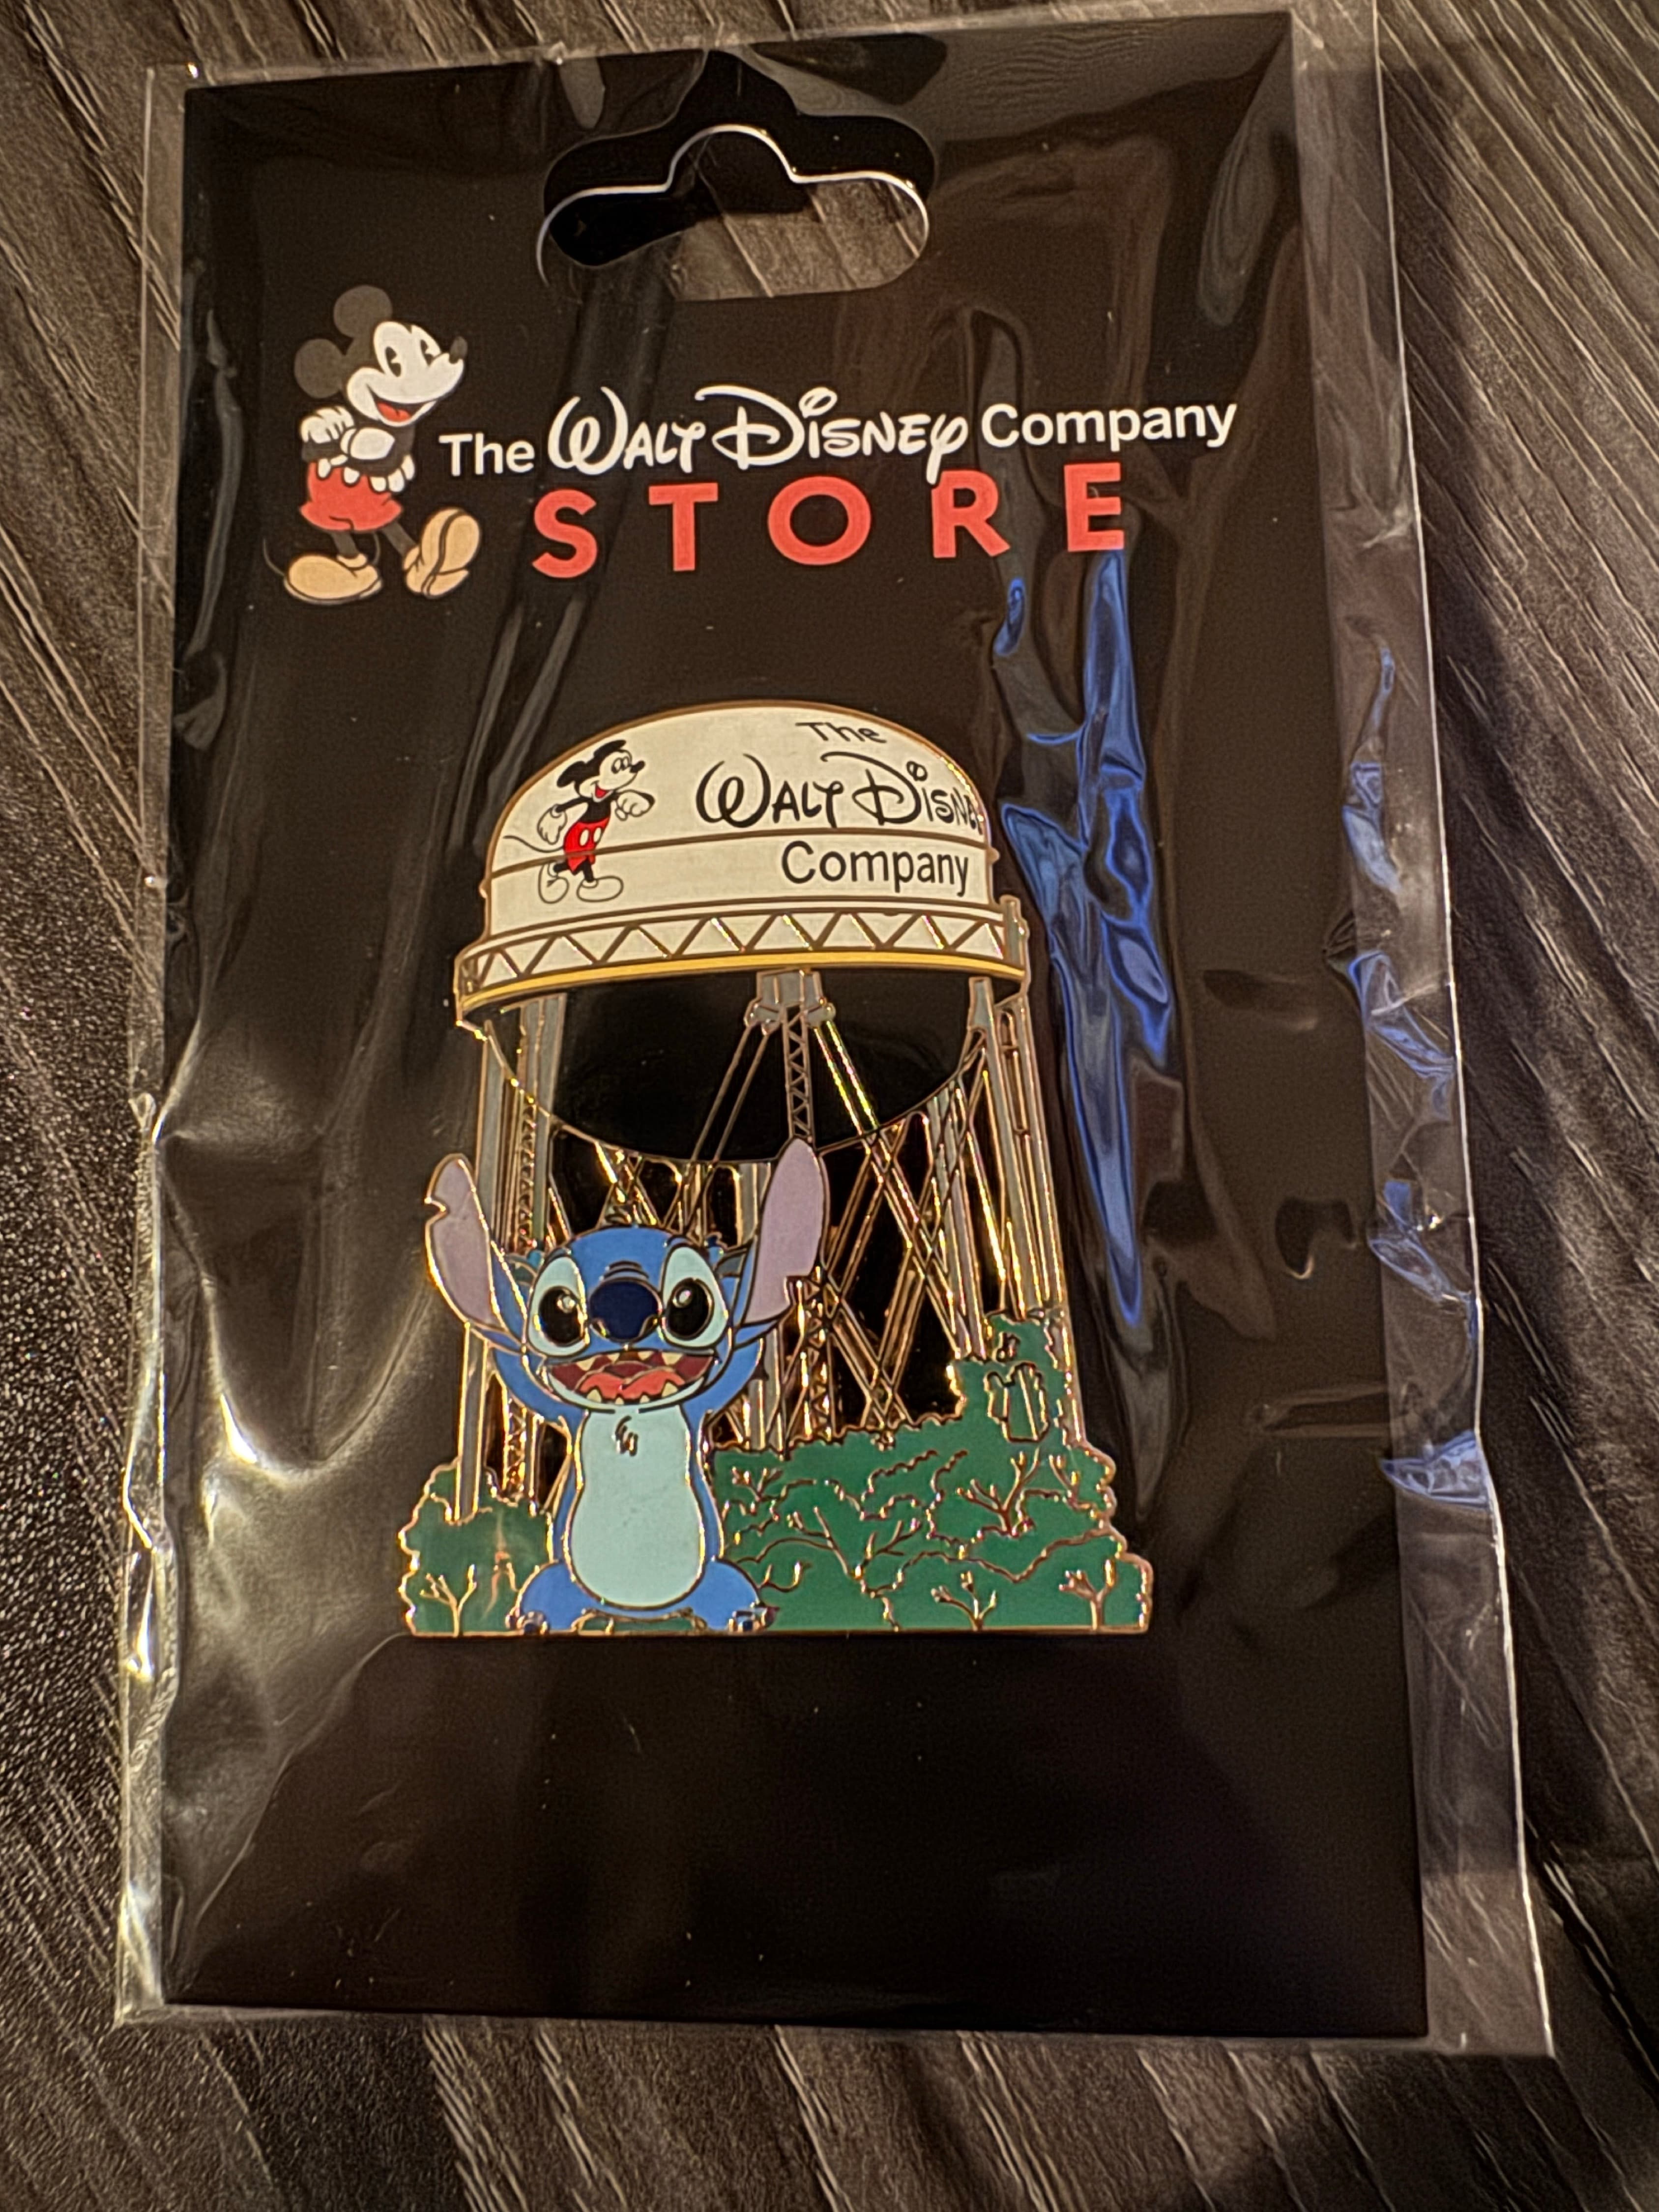 The Walt Disney Company
STORE
The
Walt Disney
Company